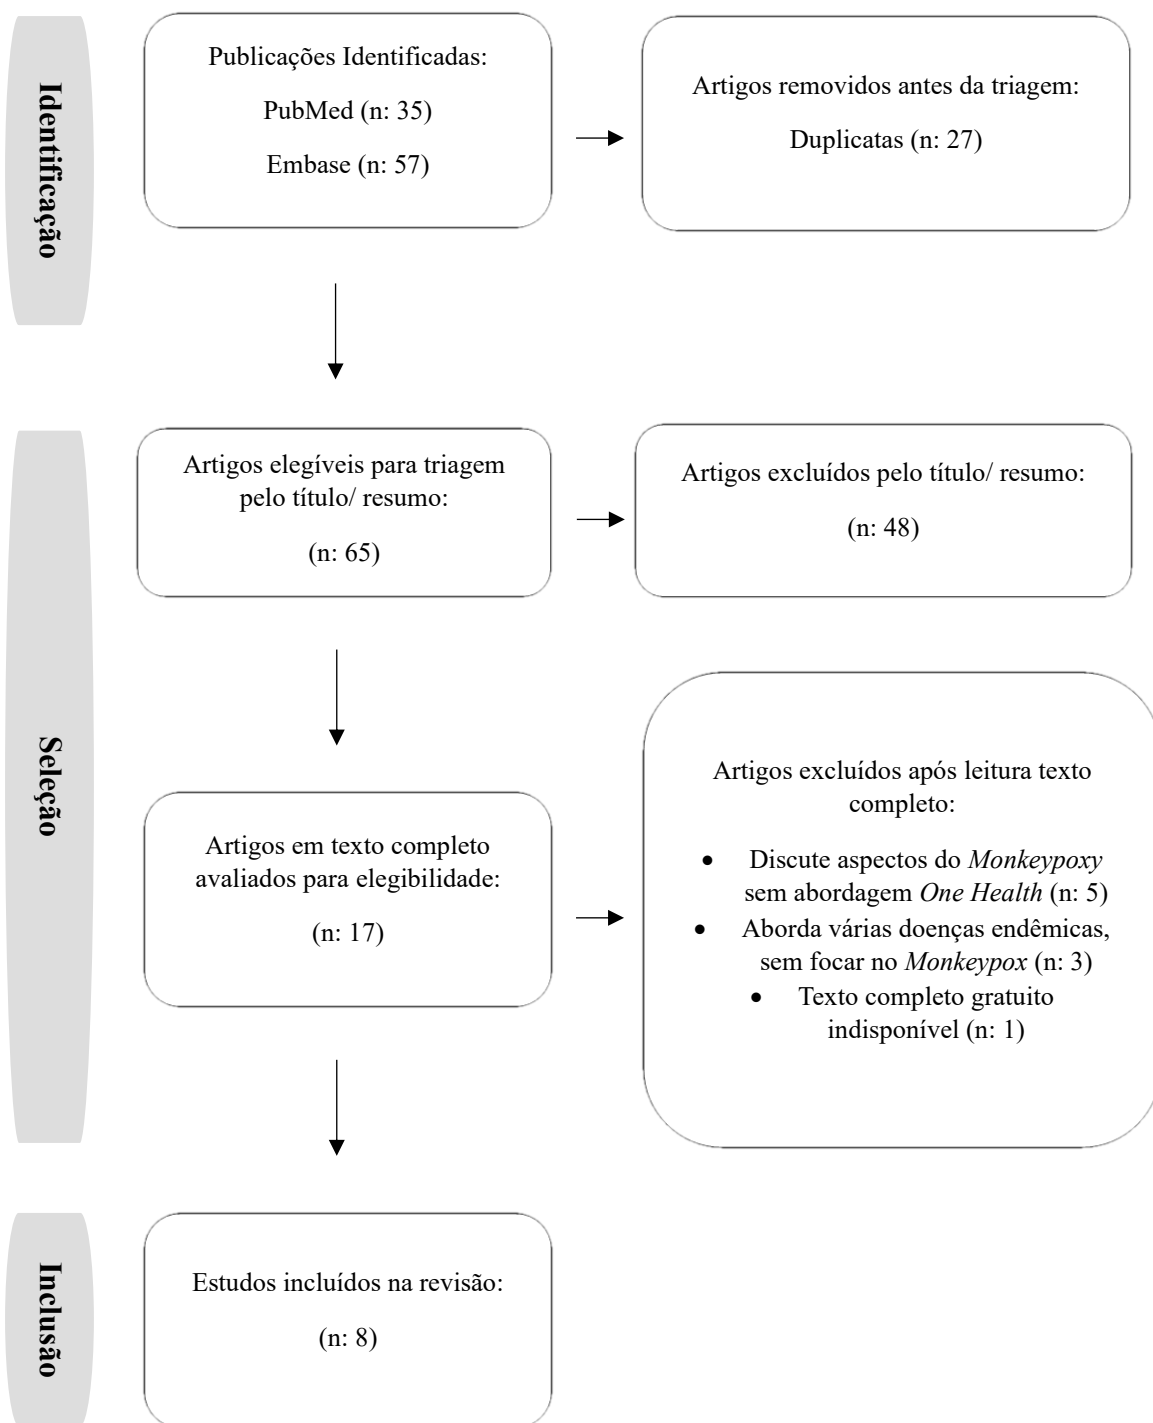 Identificação
Publicações Identificadas:
PubMed (n: 35)
Embase (n: 57)
Artigos removidos antes da triagem:
Duplicatas (n: 27)
Seleção
Artigos elegíveis para triagem
pelo título/ resumo:
(n: 65)
Artigos excluídos pelo título/ resumo:
(n: 48)
Artigos em texto completo
avaliados para elegibilidade:
(n: 17)
Artigos excluídos após leitura texto
completo:
• Discute aspectos do Monkeypoxy
sem abordagem One Health (n: 5)
• Aborda várias doenças endêmicas,
sem focar no Monkeypox (n: 3)
• Texto completo gratuito
indisponível (n: 1)
Inclusão
Estudos incluídos na revisão:
(n: 8)